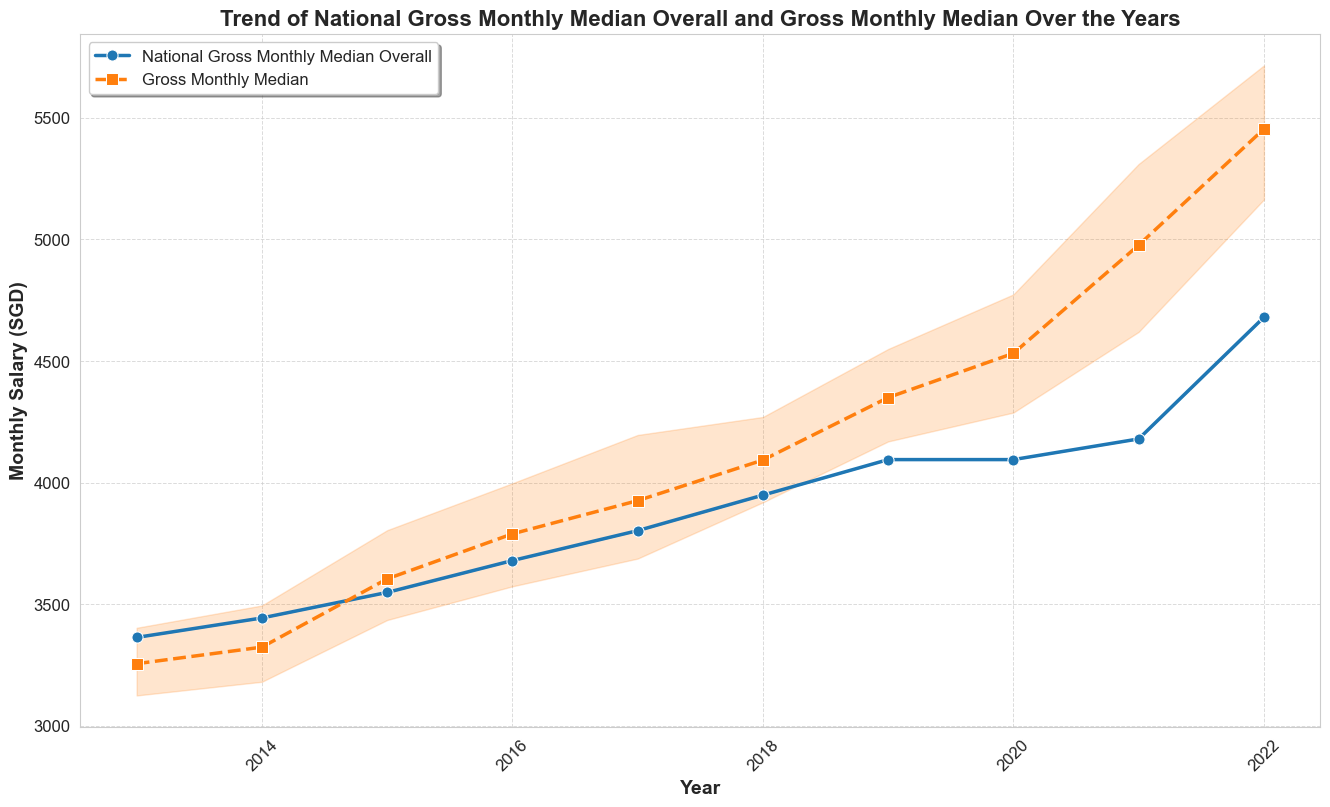 Trend of National Gross Monthly Median Overall and Gross Monthly Median Over the Years
National Gross Monthly Median Overall
Gross Monthly Median
5500
5000
4500
4000
3500
3000
Monthly Salary (SGD)
2014
2016
2018
2020
2022
Year